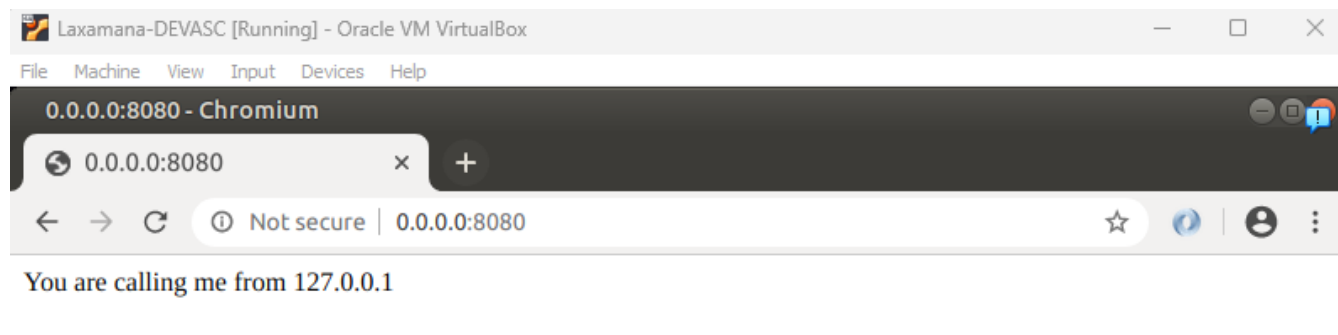 Laxamana-DEVASC [Running] - Oracle VM VirtualBox
File Machine View Input Devices Help
0.0.0.0:8080 - Chromium
0.0.0.0:8080
Not secure | 0.0.0.0:8080
You are calling me from 127.0.0.1